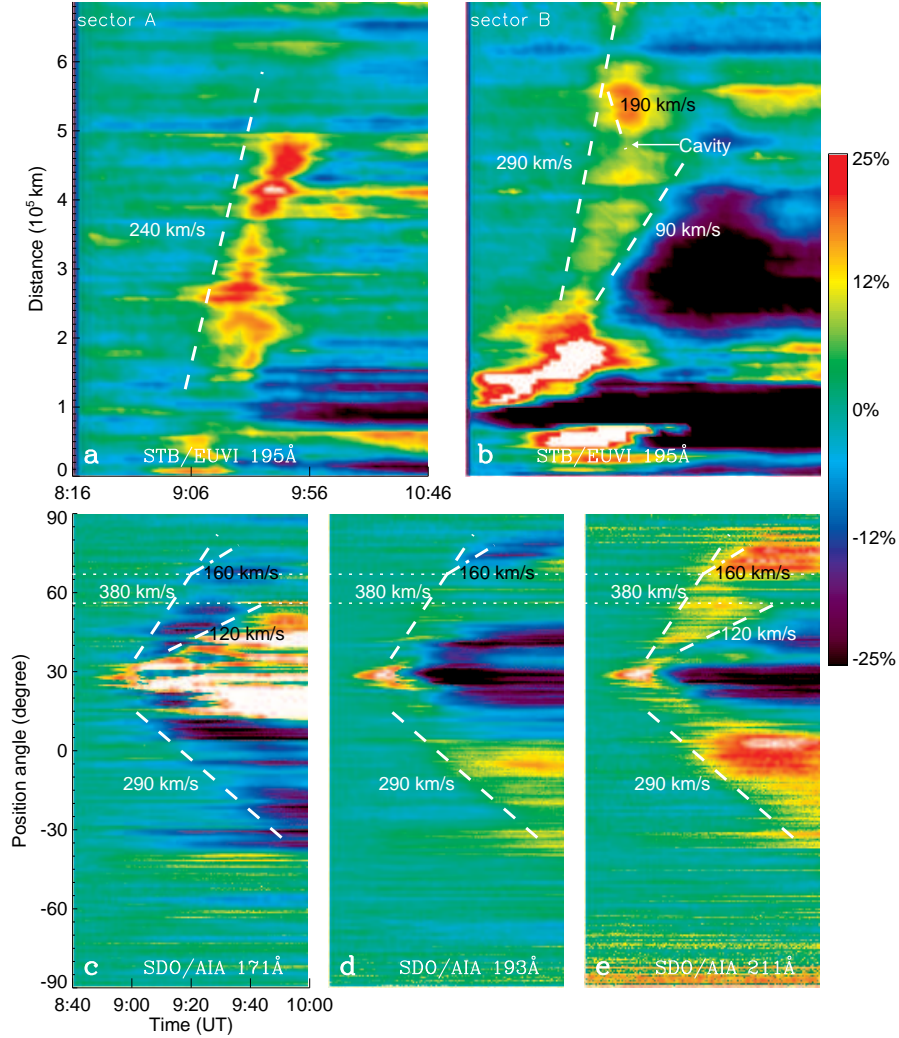 sector A
sector B
6
5
4
3
2
1
0
Distance (10⁵ km)
240 km/s
290 km/s
190 km/s
Cavity
90 km/s
a STB/EUVI 195Å
b STB/EUVI 195Å
8:16 9:06 9:56 10:46
25%
12%
0%
-12%
-25%
90
60
30
0
-30
-60
-90
Position angle (degree)
160 km/s
380 km/s
120 km/s
290 km/s
c SDO/AIA 171Å
160 km/s
380 km/s
290 km/s
d SDO/AIA 193Å
160 km/s
380 km/s
120 km/s
290 km/s
e SDO/AIA 211Å
8:40 9:00 9:20 9:40 10:00
Time (UT)